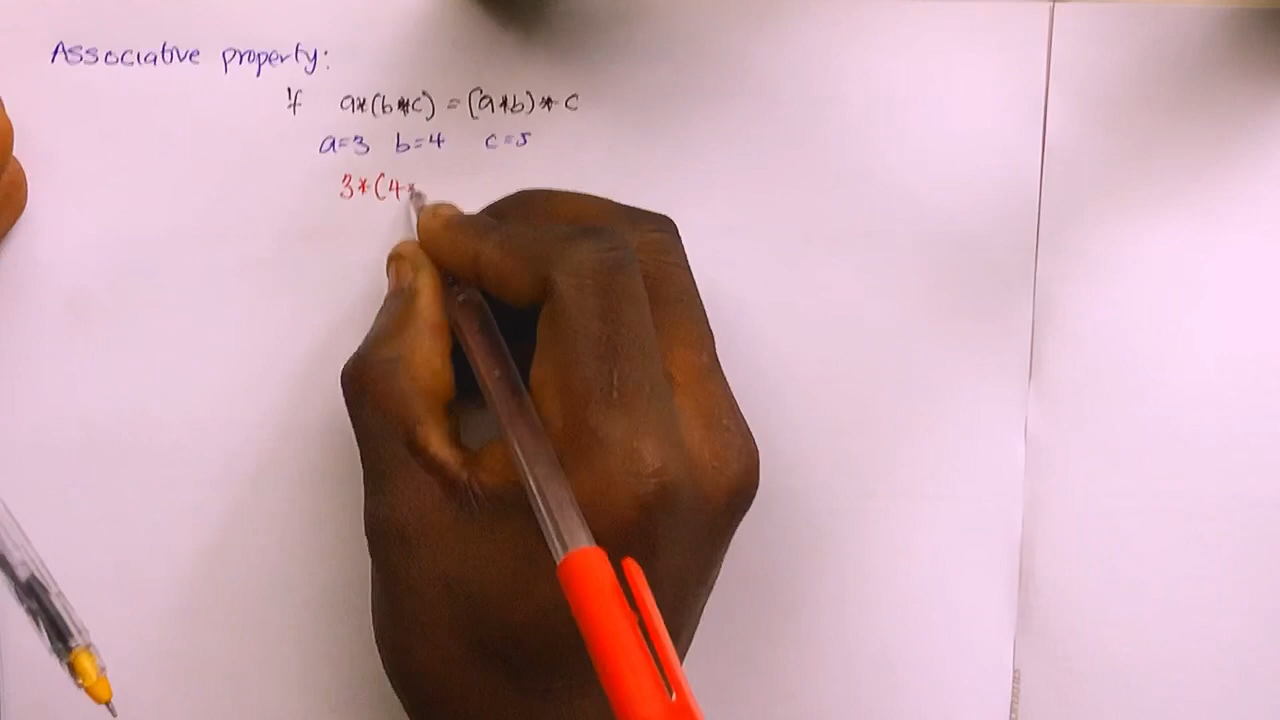 Associative property:
If a*(b*c) = (a*b)*c
a=3 b=4 c=5
3*(4*